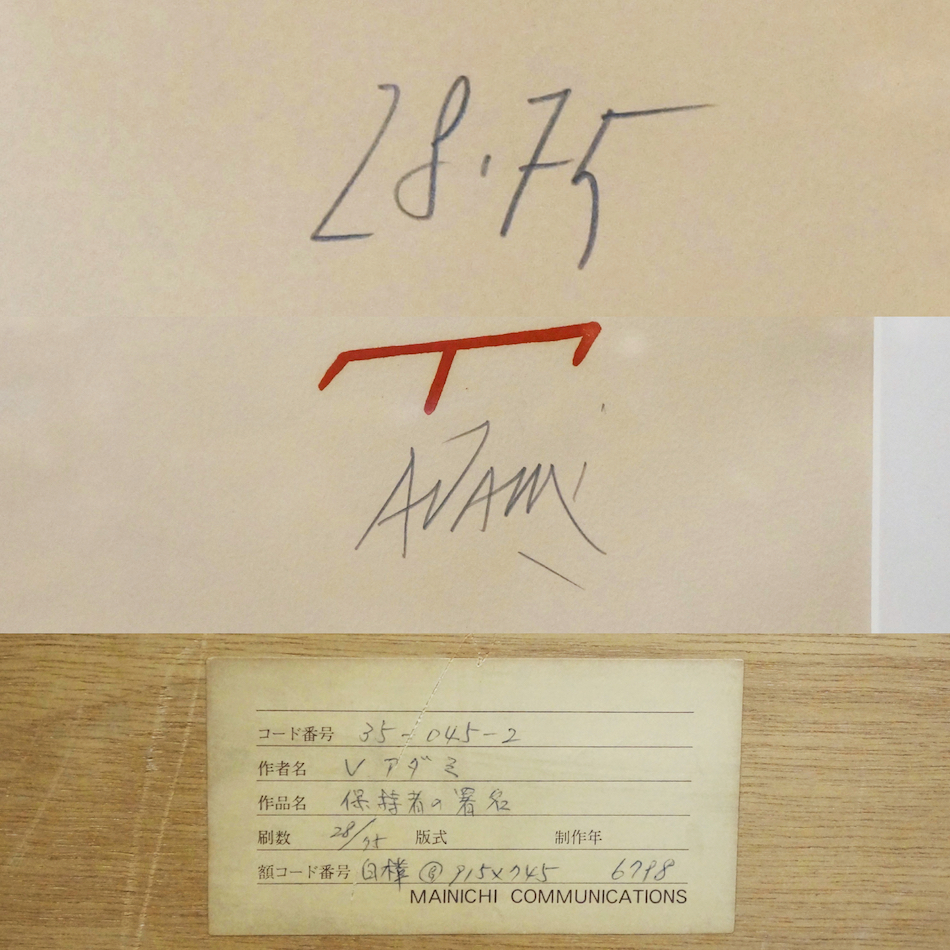 28.75
ADAMi
コード番号 35-045-2
作者名 V アダミ
作品名 保持者の署名
刷数 28/75 版式 制作年
額コード番号 白樺 915×745 6798
MAINICHI COMMUNICATIONS